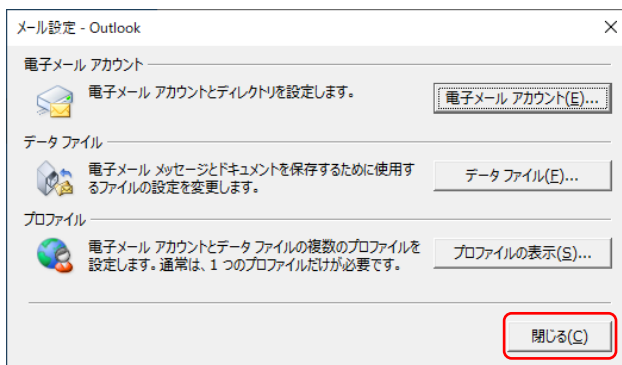 メール設定 - Outlook
電子メール アカウント
電子メール アカウントとディレクトリを設定します。
電子メール アカウント(E)...
データ ファイル
電子メール メッセージとドキュメントを保存するために使用す
るファイルの設定を変更します。
データ ファイル(F)...
プロファイル
電子メール アカウントとデータ ファイルの複数のプロファイルを
設定します。通常は、1 つのプロファイルだけが必要です。
プロファイルの表示(S)...
閉じる(C)